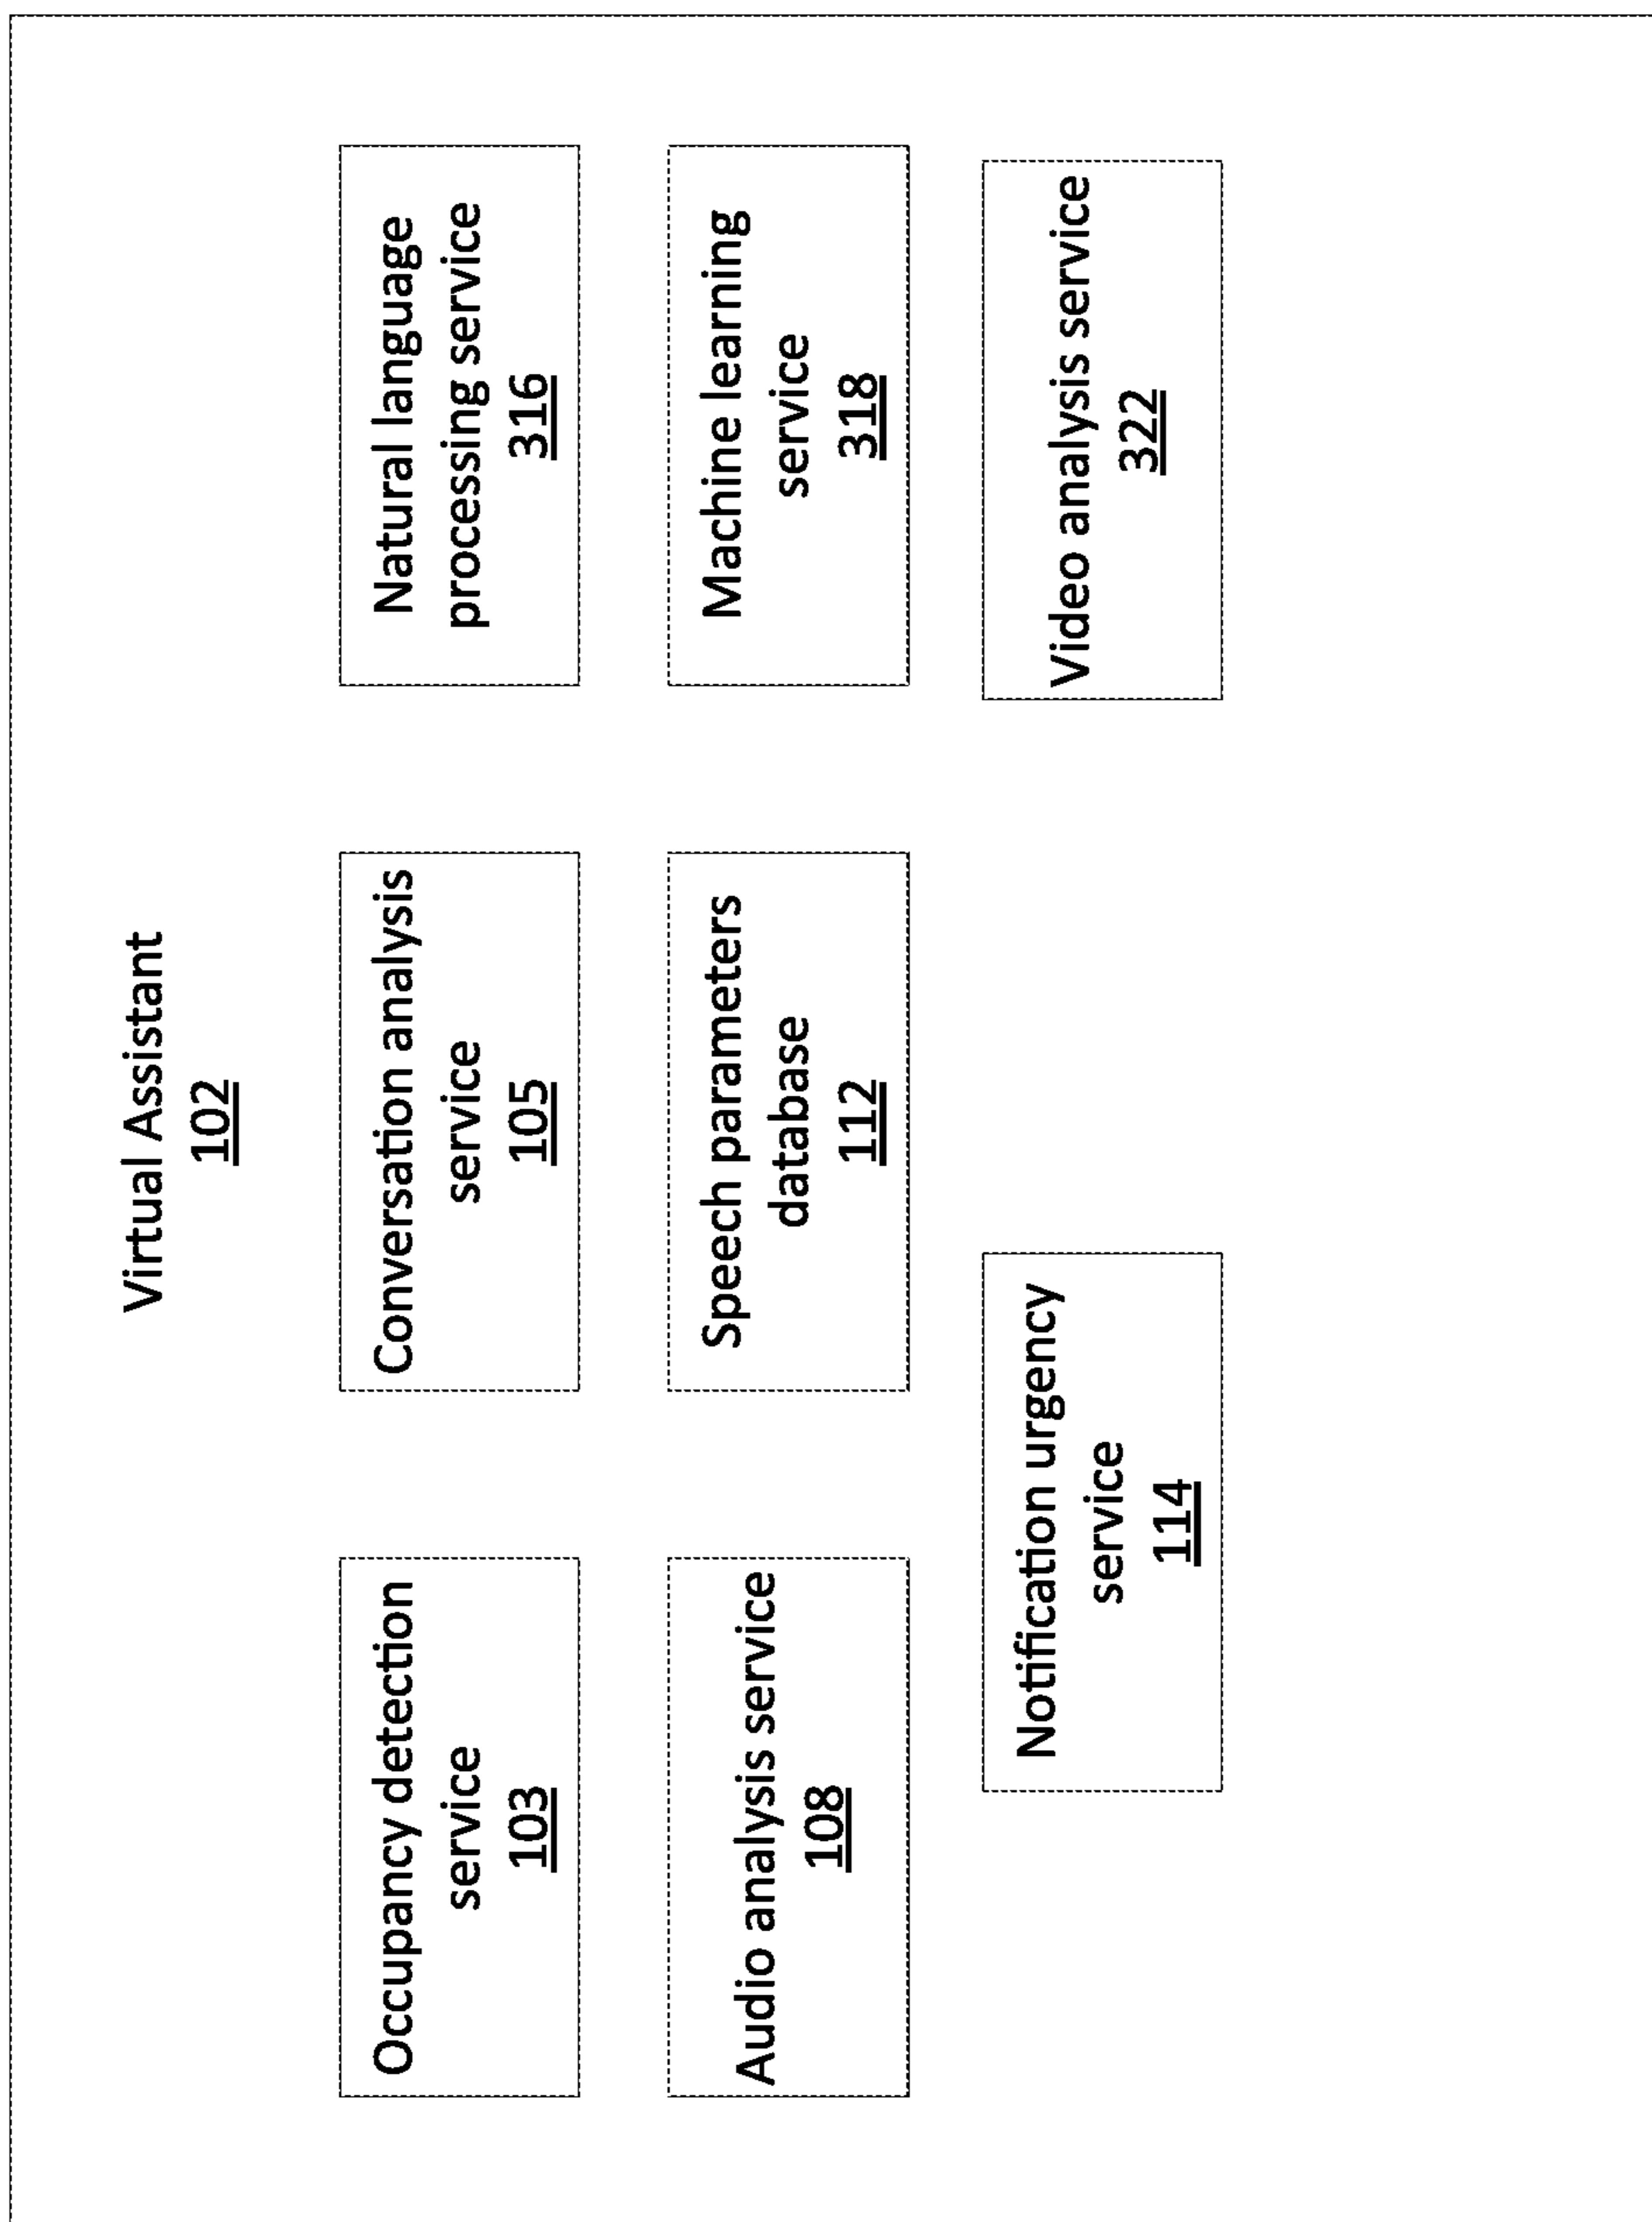 Virtual Assistant
102
Occupancy detection
service
103
Conversation analysis
service
105
Natural language
processing service
316
Audio analysis service
108
Speech parameters
database
112
Machine learning
service
318
Notification urgency
service
114
Video analysis service
322